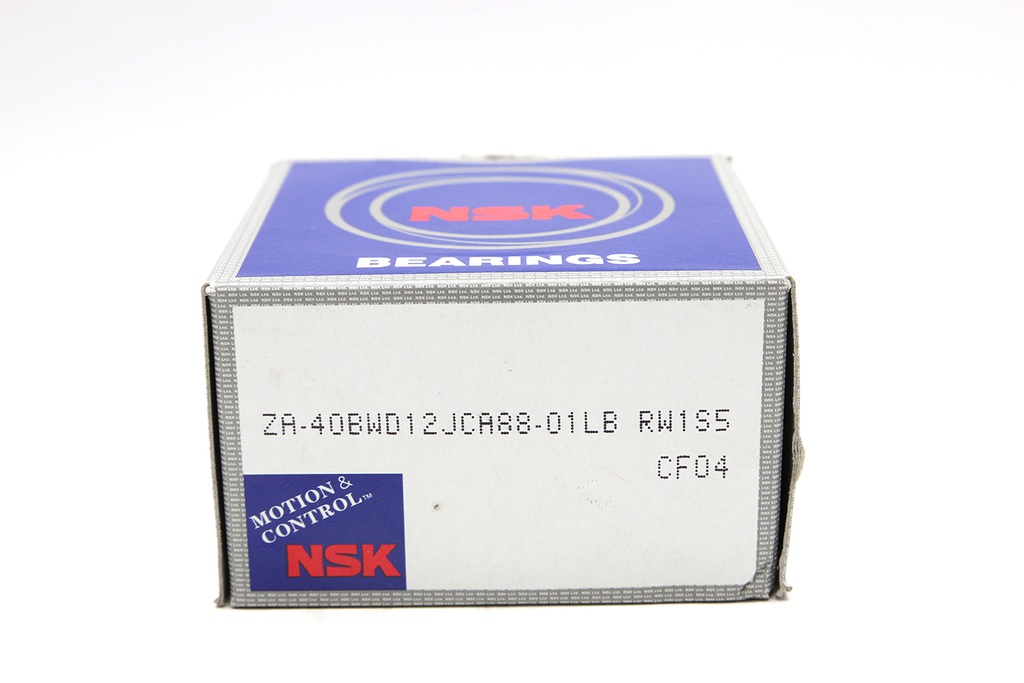 NSK
BEARINGS
ZA-40BWD12JCA88-01LB RW1S5
CF04
MOTION &
CONTROL™
NSK